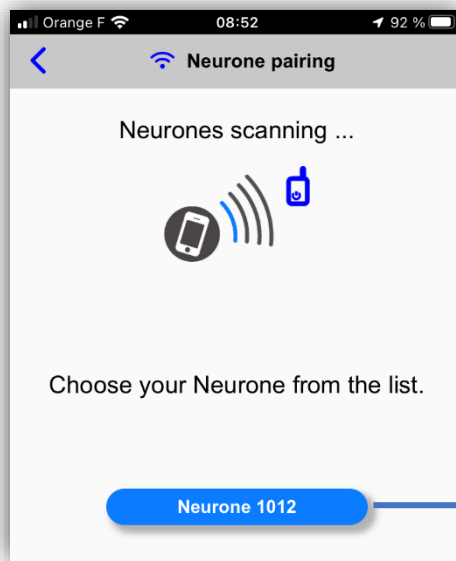 Orange F 08:52 92 %
Neurone pairing
Neurones scanning ...
Choose your Neurone from the list.
Neurone 1012